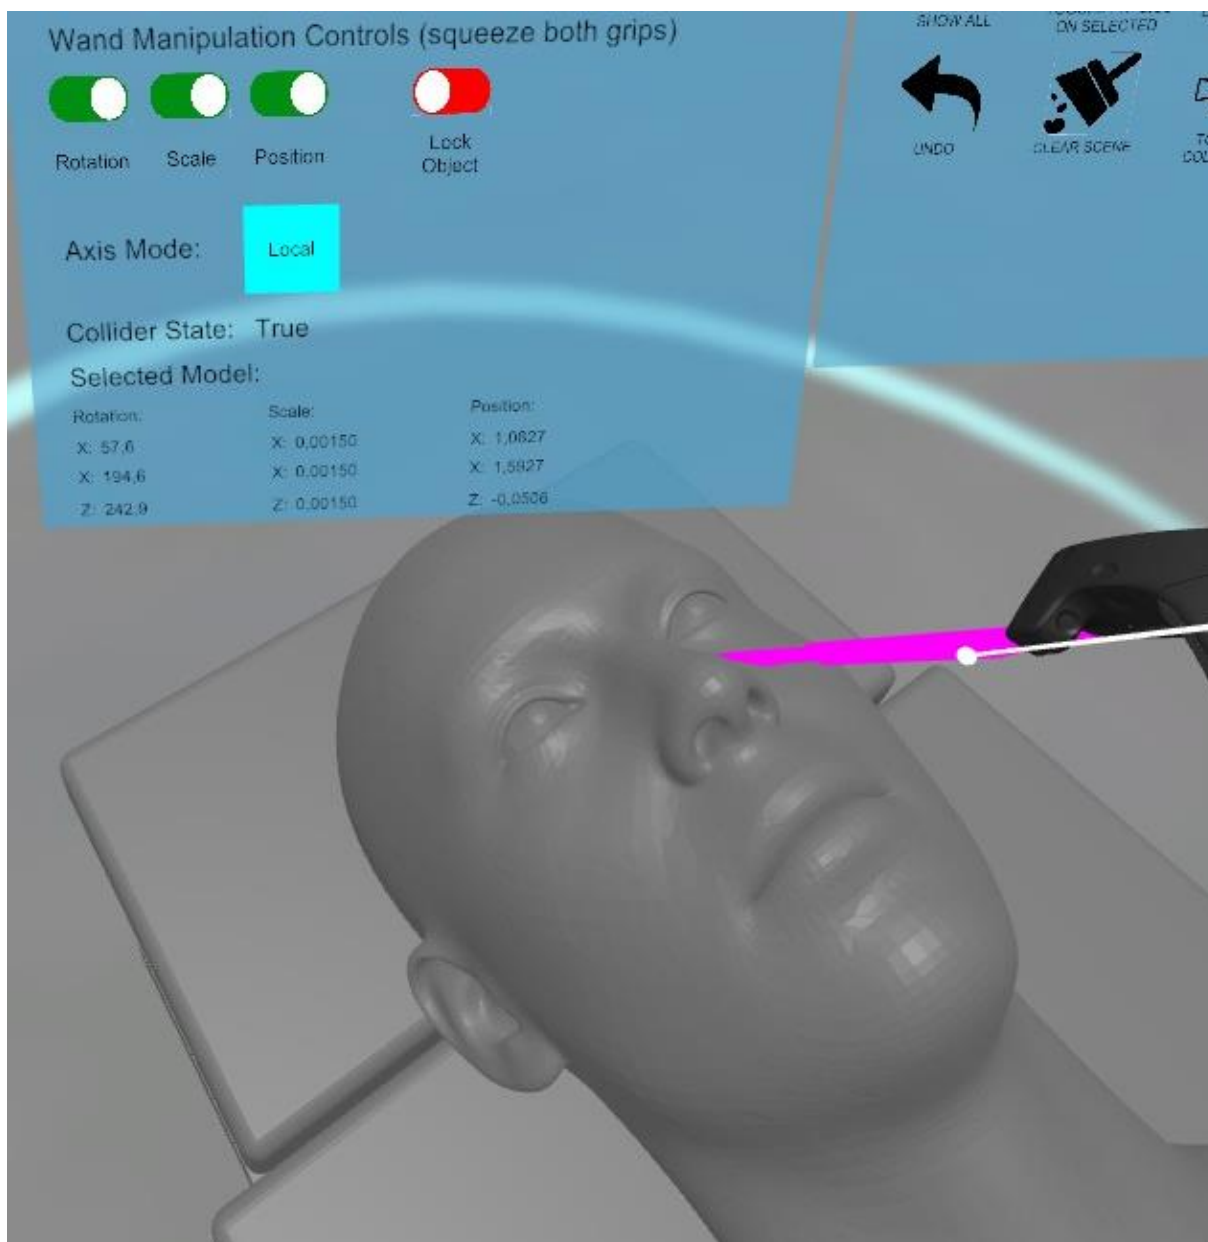 Wand Manipulation Controls (squeeze both grips)
Rotation Scale Position Lock Object
Axis Mode: Local
Collider State: True
Selected Model:
Rotation: Scale: Position:
X: 57,6 X: 0,00150 X: 1,0827
X: 194,6 X: 0,00150 X: 1,5927
Z: 242,9 Z: 0,00150 Z: -0,0506
SHOW ALL
ON SELECTED
UNDO CLEAR SCENE